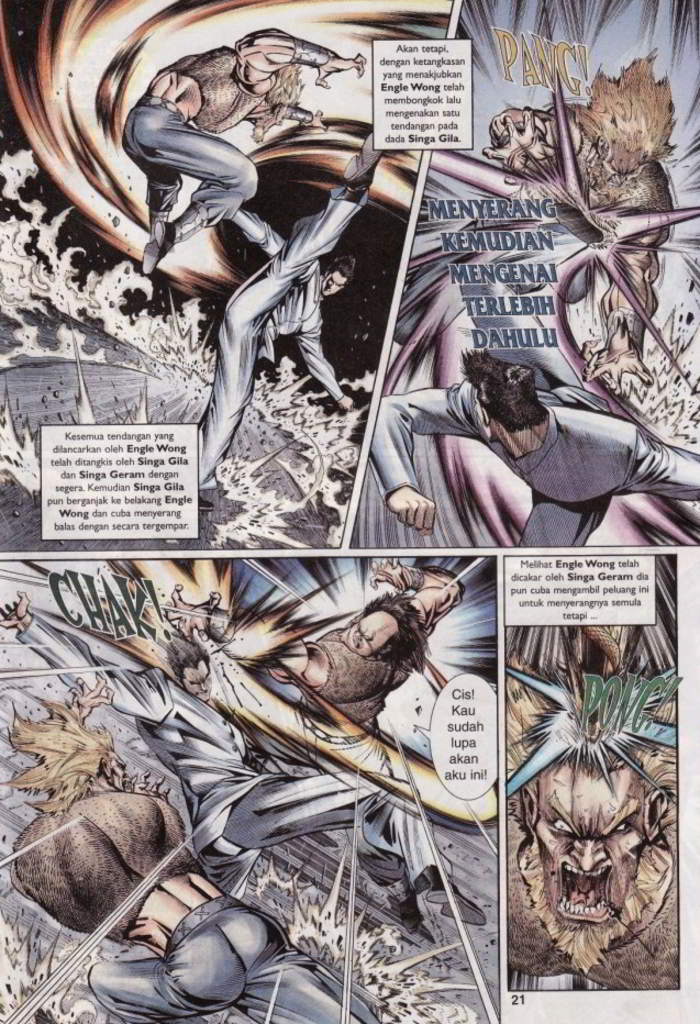 Akan tetapi,
dengan ketangkasan
yang menakjubkan
Engle Wong telah
membongkok lalu
mengenakan satu
tendangan pada
dada Singa Gila.
Kesemua tendangan yang
dilancarkan oleh Engle Wong
telah ditangkis oleh Singa Gila
dan Singa Geram dengan
segera. Kemudian Singa Gila
pun berganjak ke belakang Engle
Wong dan cuba menyerang
balas dengan secara tergempar.
PANG!
MENYERANG
KEMUDIAN
MENGENAI
TERLEBIH
DAHULU
CHAK!
Cis!
Kau
sudah
lupa
akan
aku ini!
Melihat Engle Wong telah
dicakar oleh Singa Geram dia
pun cuba mengambil peluang ini
untuk menyerangnya semula
tetapi ...
PONG!
21